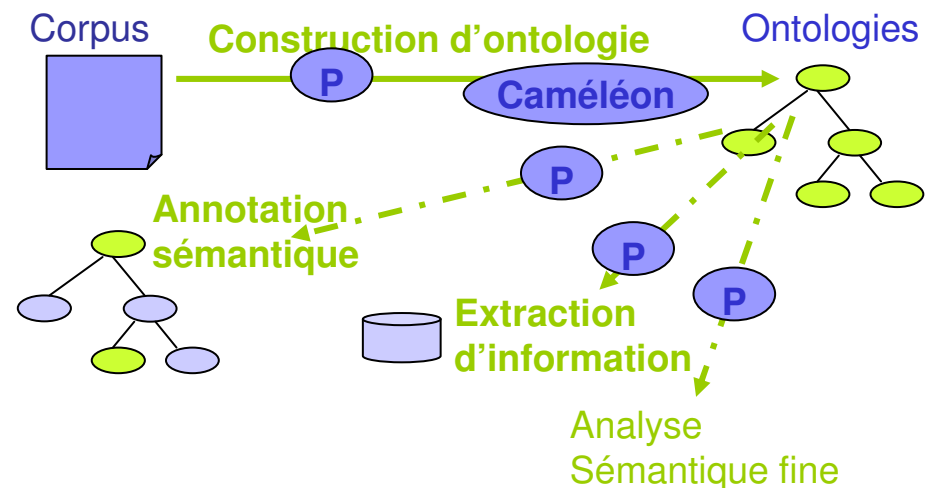 Corpus
Construction d’ontologie
Ontologies
P
Caméléon
P
Annotation
sémantique
P
P
Extraction
d’information
Analyse
Sémantique fine